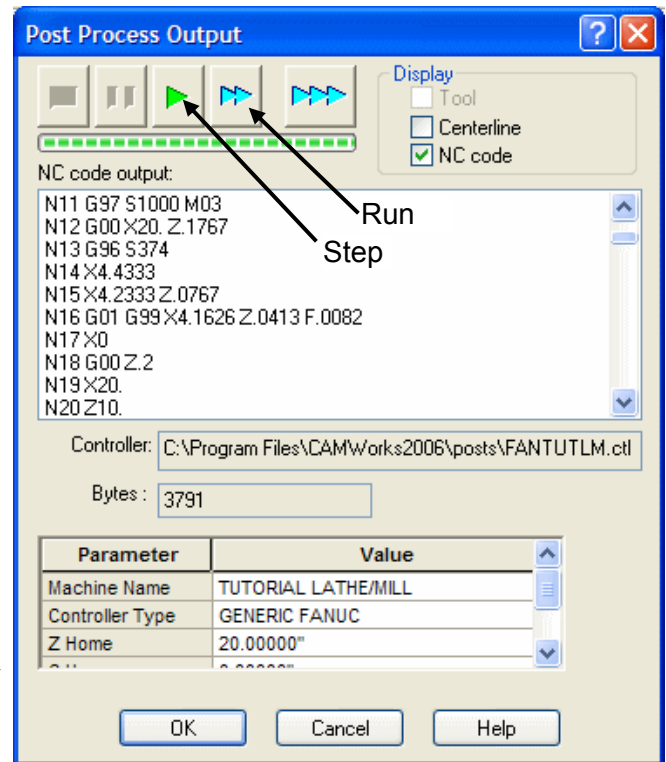 Post Process Output
Display
Tool
Centerline
NC code
NC code output:
N11 G97 S1000 M03
N12 G00 X20. Z.1767
N13 G96 S374
N14 X4.4333
N15 X4.2333 Z.0767
N16 G01 G99 X4.1626 Z.0413 F.0082
N17 X0
N18 G00 Z.2
N19 X20.
N20 Z10.
Run
Step
Controller: C:\Program Files\CAMWorks2006\posts\FANTUTLM.ctl
Bytes : 3791
Parameter Value
Machine Name TUTORIAL LATHE/MILL
Controller Type GENERIC FANUC
Z Home 20.00000"
OK Cancel Help